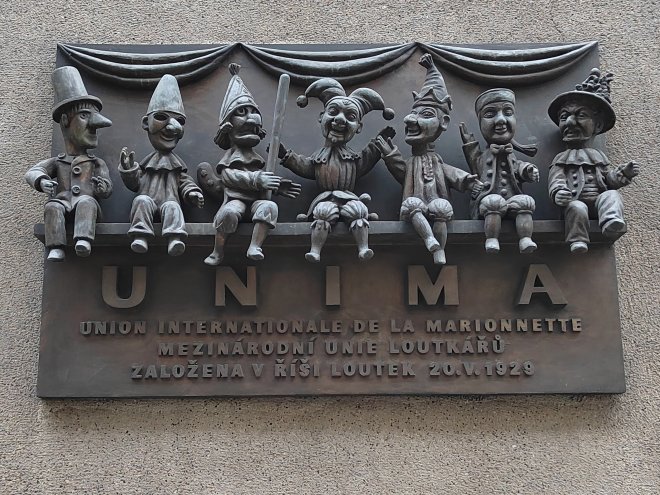 UNIMA
UNION INTERNATIONALE DE LA MARIONNETTE
MEZINÁRODNÍ UNIE LOUTKÁŘŮ
ZALOŽENA V ŘÍŠI LOUTEK 20.V.1929